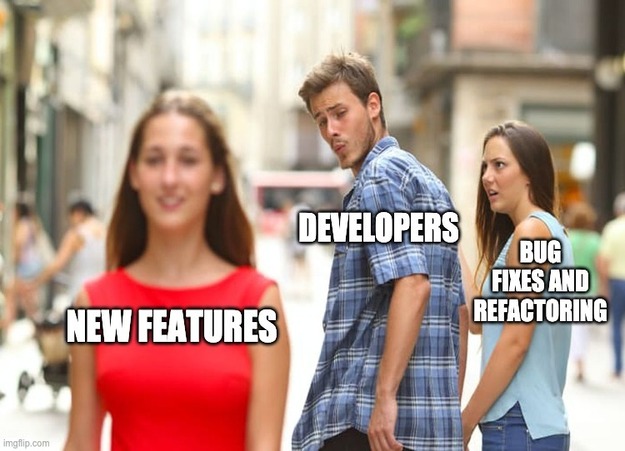 DEVELOPERS
BUG
FIXES AND
REFACTORING
NEW FEATURES
imgflip.com